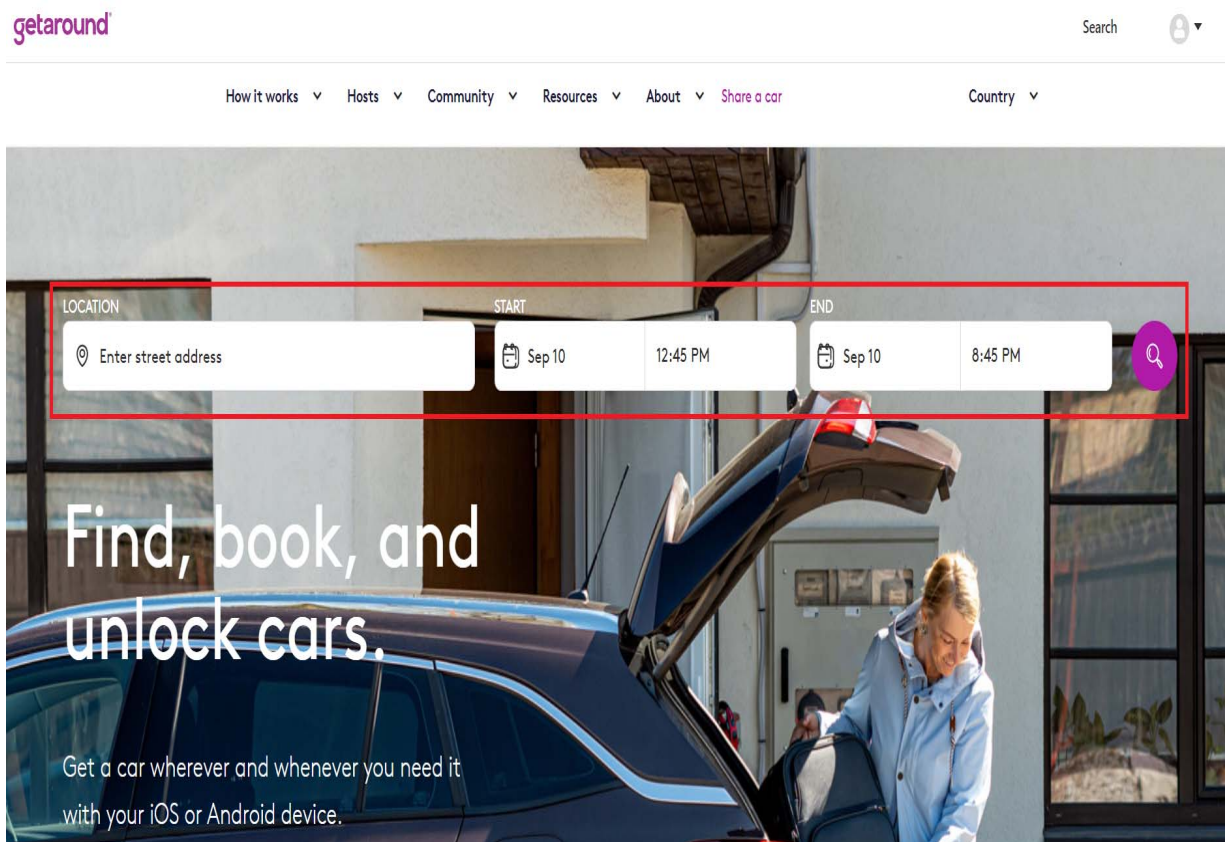 getaround
Search
How it works Hosts Community Resources About Share a car Country
LOCATION START END
Enter street address Sep 10 12:45 PM Sep 10 8:45 PM
Find, book, and
unlock cars.
Get a car wherever and whenever you need it
with your iOS or Android device.